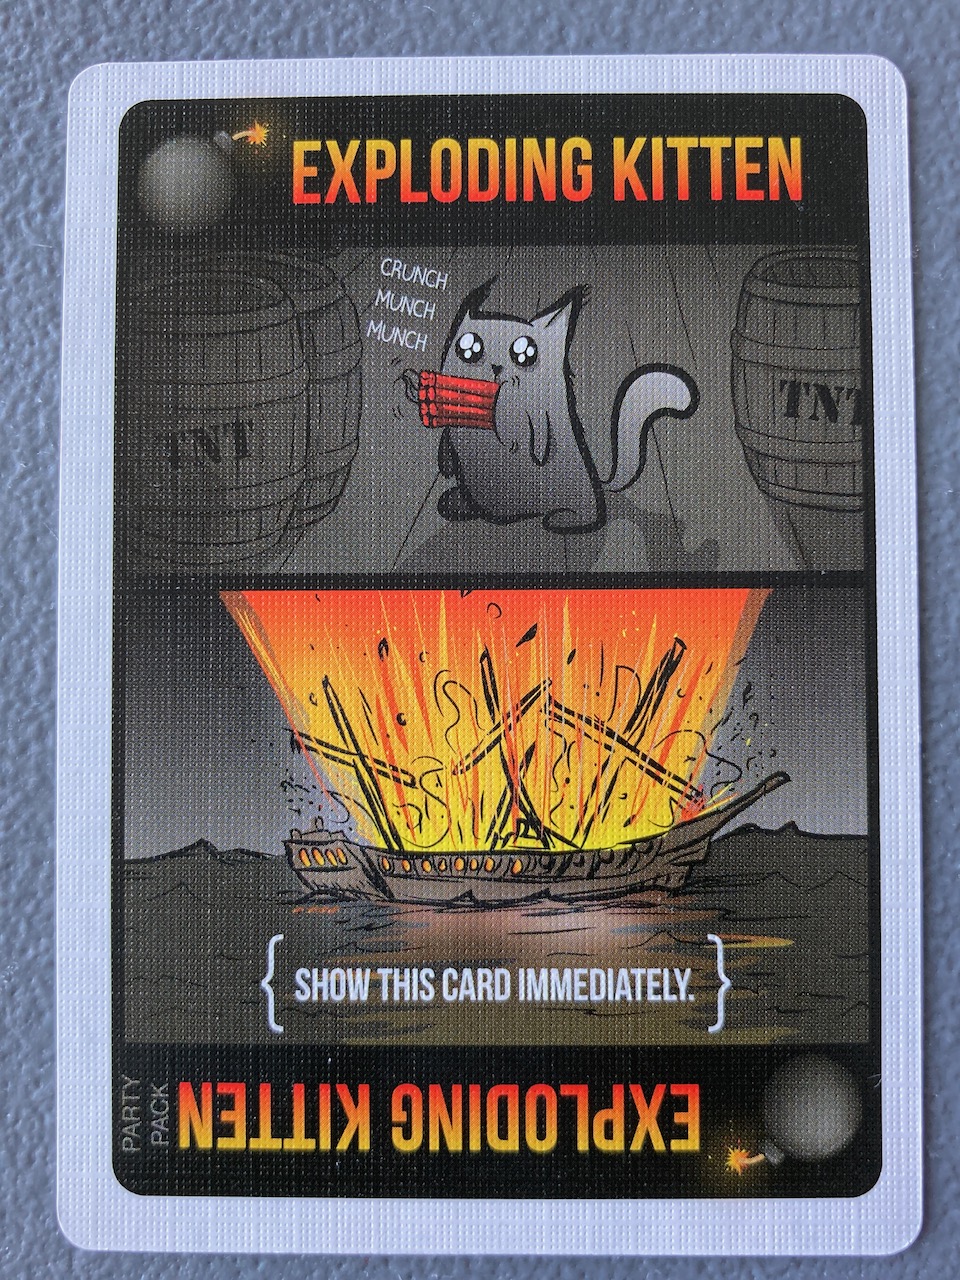 EXPLODING KITTEN
CRUNCH
MUNCH
MUNCH
TNT
TNT
SHOW THIS CARD IMMEDIATELY.
PARTY
PACK
EXPLODING KITTEN